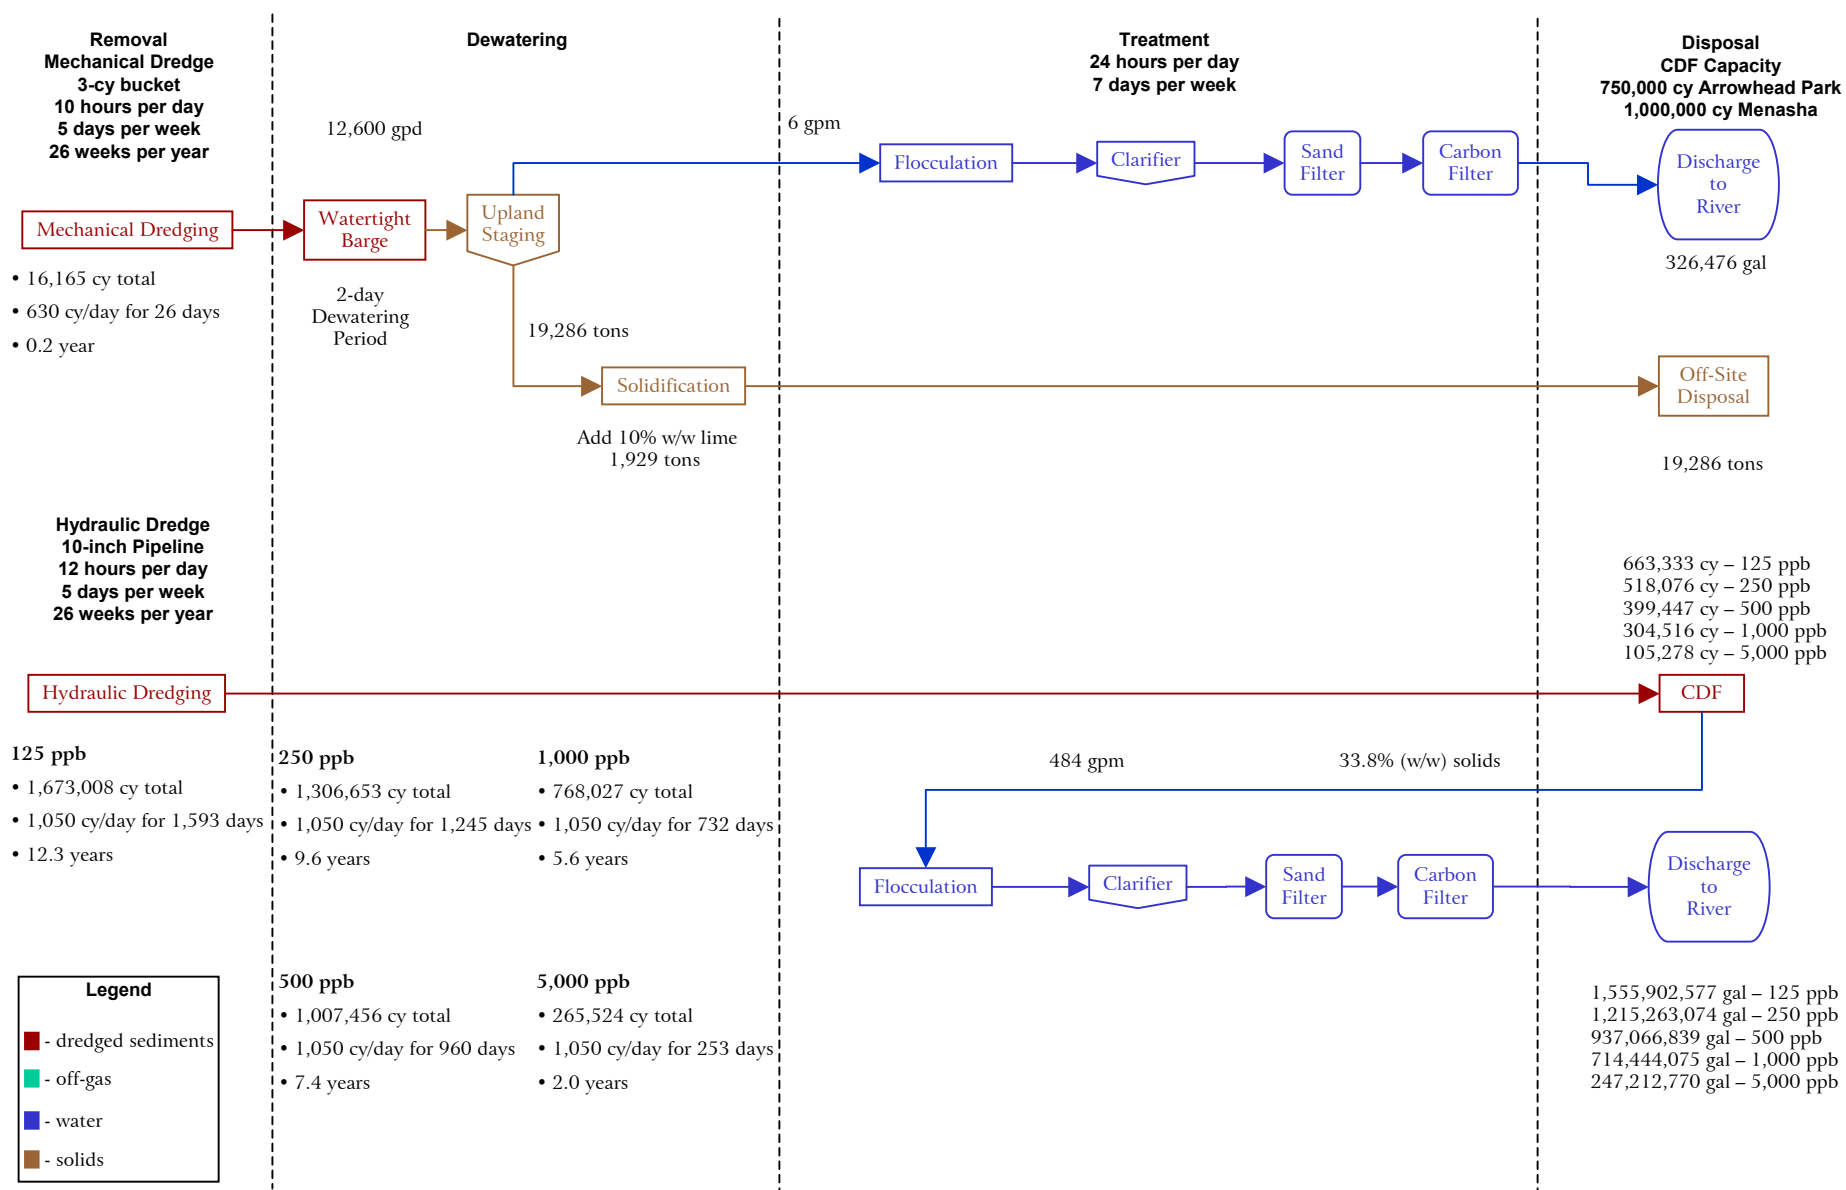 Removal
Mechanical Dredge
3-cy bucket
10 hours per day
5 days per week
26 weeks per year
Dewatering
Treatment
24 hours per day
7 days per week
Disposal
CDF Capacity
750,000 cy Arrowhead Park
1,000,000 cy Menasha
12,600 gpd
6 gpm
Mechanical Dredging
Watertight
Barge
Upland
Staging
Flocculation
Clarifier
Sand
Filter
Carbon
Filter
Discharge
to
River
• 16,165 cy total
• 630 cy/day for 26 days
• 0.2 year
2-day
Dewatering
Period
326,476 gal
19,286 tons
Solidification
Off-Site
Disposal
Add 10% w/w lime
1,929 tons
19,286 tons
Hydraulic Dredge
10-inch Pipeline
12 hours per day
5 days per week
26 weeks per year
663,333 cy – 125 ppb
518,076 cy – 250 ppb
399,447 cy – 500 ppb
304,516 cy – 1,000 ppb
105,278 cy – 5,000 ppb
Hydraulic Dredging
CDF
125 ppb
• 1,673,008 cy total
• 1,050 cy/day for 1,593 days
• 12.3 years
250 ppb
• 1,306,653 cy total
• 1,050 cy/day for 1,245 days
• 9.6 years
1,000 ppb
• 768,027 cy total
• 1,050 cy/day for 732 days
• 5.6 years
484 gpm
33.8% (w/w) solids
Flocculation
Clarifier
Sand
Filter
Carbon
Filter
Discharge
to
River
500 ppb
• 1,007,456 cy total
• 1,050 cy/day for 960 days
• 7.4 years
5,000 ppb
• 265,524 cy total
• 1,050 cy/day for 253 days
• 2.0 years
1,555,902,577 gal – 125 ppb
1,215,263,074 gal – 250 ppb
937,066,839 gal – 500 ppb
714,444,075 gal – 1,000 ppb
247,212,770 gal – 5,000 ppb
Legend
- dredged sediments
- off-gas
- water
- solids